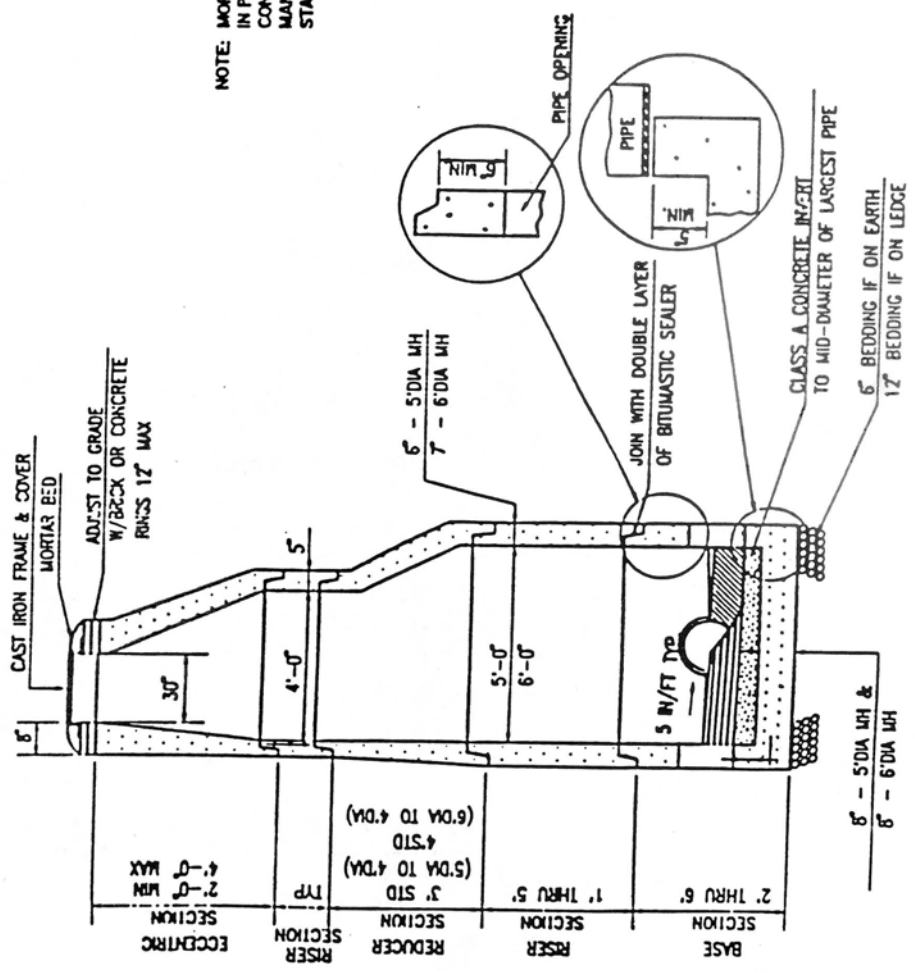 NOTE: MOR
IN P
CON
MAN
STA
CAST IRON FRAME & COVER
MORTAR BED
ADJUST TO GRADE
W/BRICK OR CONCRETE
RINGS 12" MAX
8"
30"
5"
4'-0"
6" - 5'DIA MH
7" - 6'DIA MH
6" MIN.
PIPE OPENING
PIPE
5"
MIN.
JOIN WITH DOUBLE LAYER
OF BITUMASTIC SEALER
5'-0"
6'-0"
5 IN/FT TYP
CLASS A CONCRETE INVERT
TO MID-DIAMETER OF LARGEST PIPE
6" BEDDING IF ON EARTH
12" BEDDING IF ON LEDGE
8" - 5'DIA MH &
8" - 6'DIA MH
ECCENTRIC
SECTION
2'-0" MIN
4'-0" MAX
RISER
SECTION
TYP
REDUCER
SECTION
3' STD
(5'DIA TO 4'DIA)
4'STD
(6'DIA TO 4'DIA)
RISER
SECTION
1' THRU 5'
BASE
SECTION
2' THRU 6'